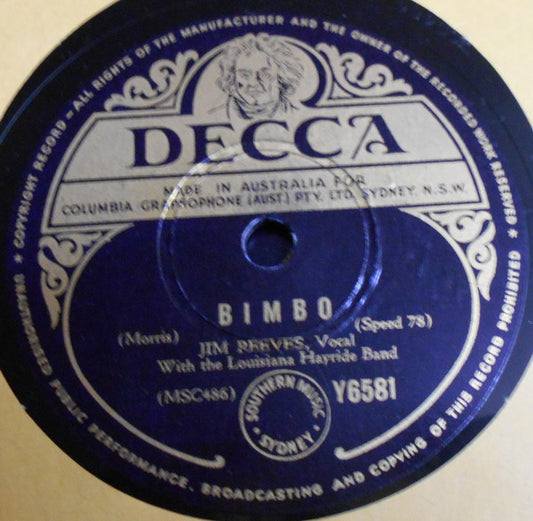 ★ COPYRIGHT RECORD – ALL RIGHTS OF THE MANUFACTURER AND THE OWNER OF THE RECORDED WORK RESERVED ★
DECCA
MADE IN AUSTRALIA FOR
COLUMBIA GRAPHOPHONE (AUST.) PTY. LTD. SYDNEY. N.S.W.
BIMBO
(Morris) (Speed 78)
JIM REEVES, Vocal
With the Louisiana Hayride Band
(MSC486) Y6581
SOUTHERN MUSIC
• SYDNEY •
★ UNAUTHORISED PUBLIC PERFORMANCE, BROADCASTING AND COPYING OF THIS RECORD PROHIBITED ★